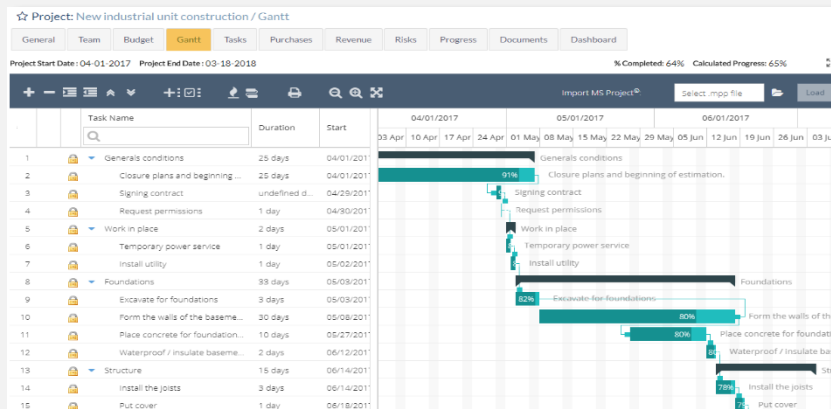 Project: New industrial unit construction / Gantt
General Team Budget Gantt Tasks Purchases Revenue Risks Progress Documents Dashboard
Project Start Date : 04-01-2017 Project End Date : 03-18-2018 % Completed: 64% Calculated Progress: 65%
Import MS Project© Select .mpp file Load
Task Name Duration Start 04/01/2017 05/01/2017 06/01/2017
03 Apr 10 Apr 17 Apr 24 Apr 01 May 08 May 15 May 22 May 29 May 05 Jun 12 Jun 19 Jun 26 Jun 03 Ju
1 Generals conditions 25 days 04/01/201 Generals conditions
2 Closure plans and beginning ... 25 days 04/01/201 91% Closure plans and beginning of estimation.
3 Signing contract undefined d... 04/29/201 Signing contract
4 Request permissions 1 day 04/30/201 Request permissions
5 Work in place 2 days 05/01/201 Work in place
6 Temporary power service 1 day 05/01/201 Temporary power service
7 Install utility 1 day 05/02/201 Install utility
8 Foundations 33 days 05/03/201 Foundations
9 Excavate for foundations 3 days 05/03/201 82% Excavate for foundations
10 Form the walls of the baseme... 30 days 05/08/201 80% Form the walls of th
11 Place concrete for foundation... 10 days 05/27/201 80% Place concrete for foundati
12 Waterproof / Insulate baseme... 2 days 06/12/201 8 Waterproof / Insulate ba
13 Structure 15 days 06/14/201 St
14 Install the joists 3 days 06/14/201 78% Install the joists
15 Put cover 1 day 06/18/201 Put cover